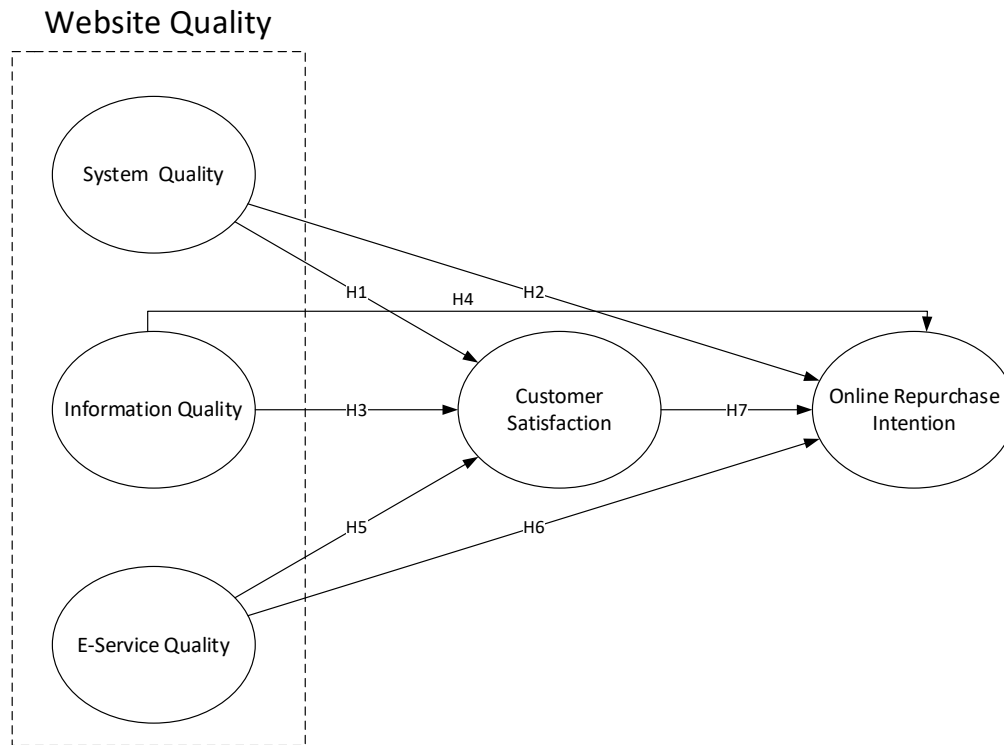 Website Quality
System Quality
H1
H2
H4
Information Quality
H3
Customer
Satisfaction
H7
Online Repurchase
Intention
H5
H6
E-Service Quality